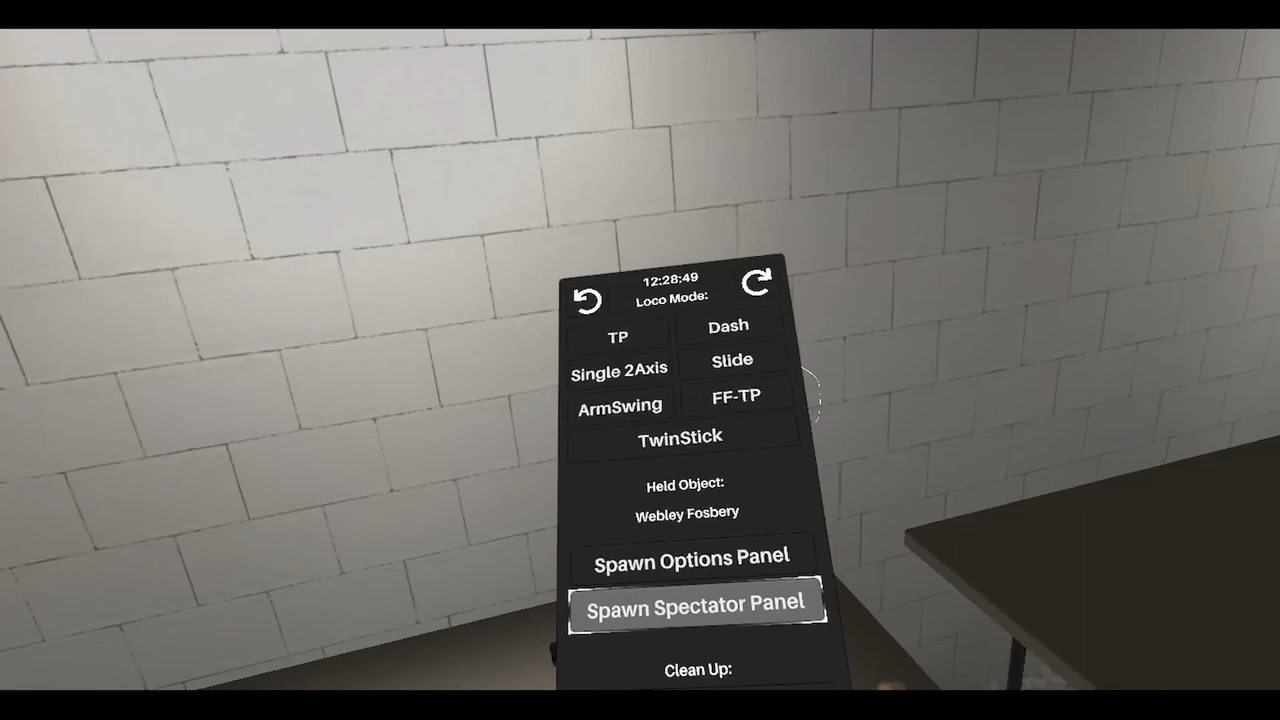 12:28:49
Loco Mode:
TP
Dash
Single 2Axis
Slide
ArmSwing
FF-TP
TwinStick
Held Object:
Webley Fosbery
Spawn Options Panel
Spawn Spectator Panel
Clean Up: